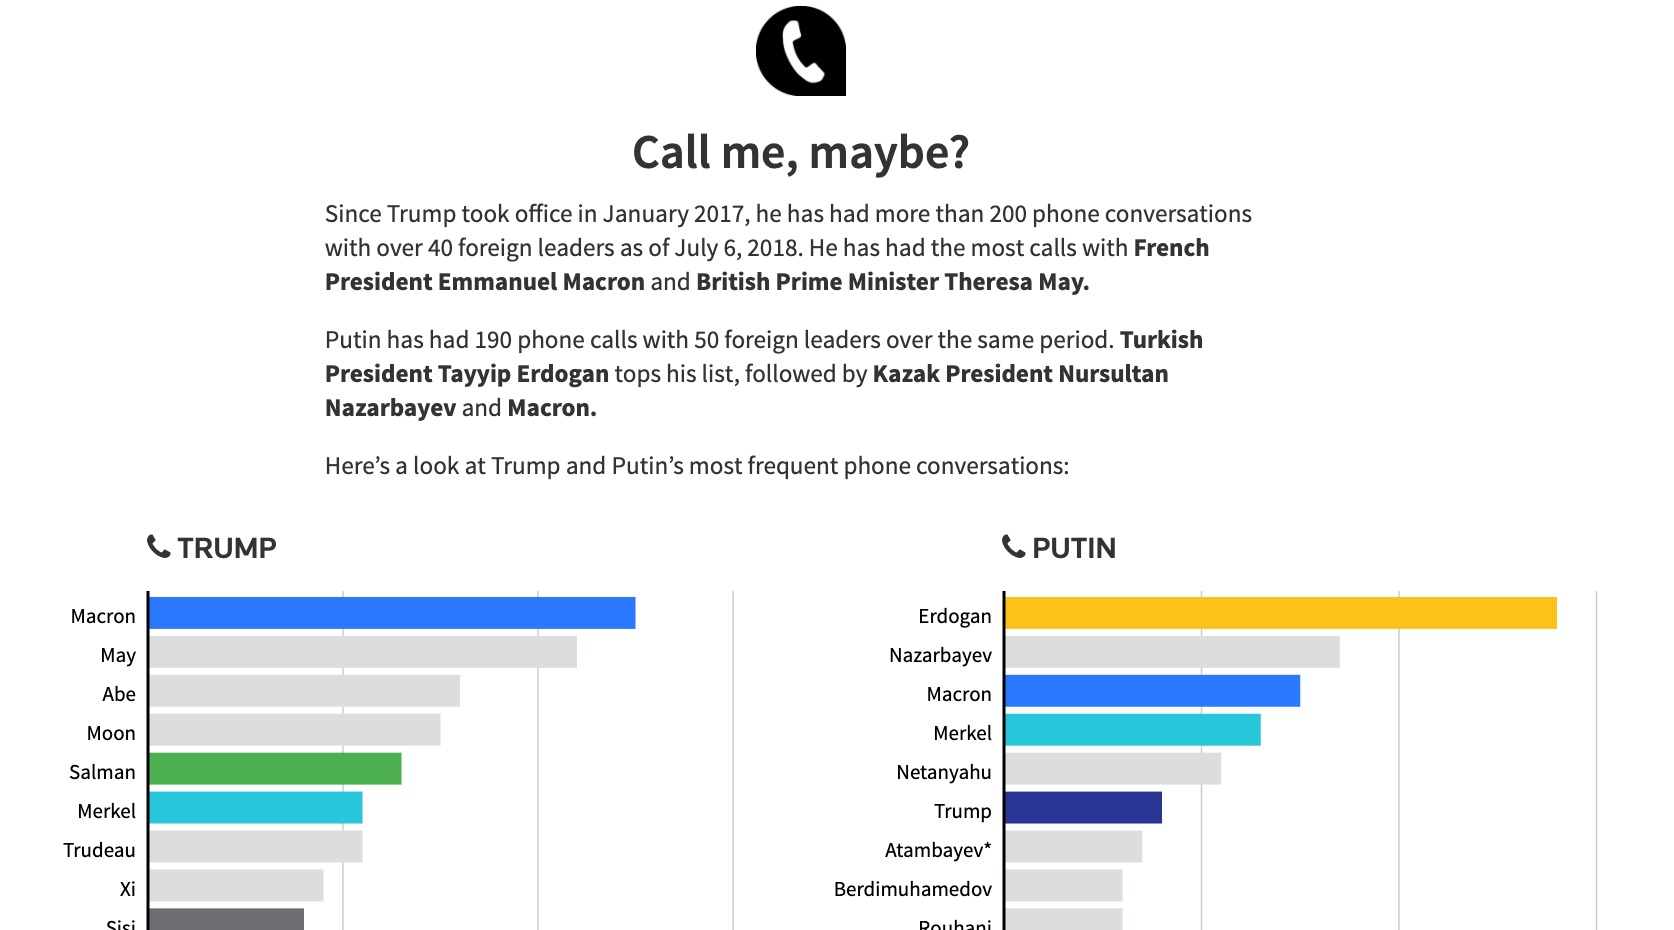 Call me, maybe?
Since Trump took office in January 2017, he has had more than 200 phone conversations
with over 40 foreign leaders as of July 6, 2018. He has had the most calls with French
President Emmanuel Macron and British Prime Minister Theresa May.
Putin has had 190 phone calls with 50 foreign leaders over the same period. Turkish
President Tayyip Erdogan tops his list, followed by Kazak President Nursultan
Nazarbayev and Macron.
Here’s a look at Trump and Putin’s most frequent phone conversations:
TRUMP
Macron
May
Abe
Moon
Salman
Merkel
Trudeau
Xi
Sisi
PUTIN
Erdogan
Nazarbayev
Macron
Merkel
Netanyahu
Trump
Atambayev*
Berdimuhamedov
Rouhani